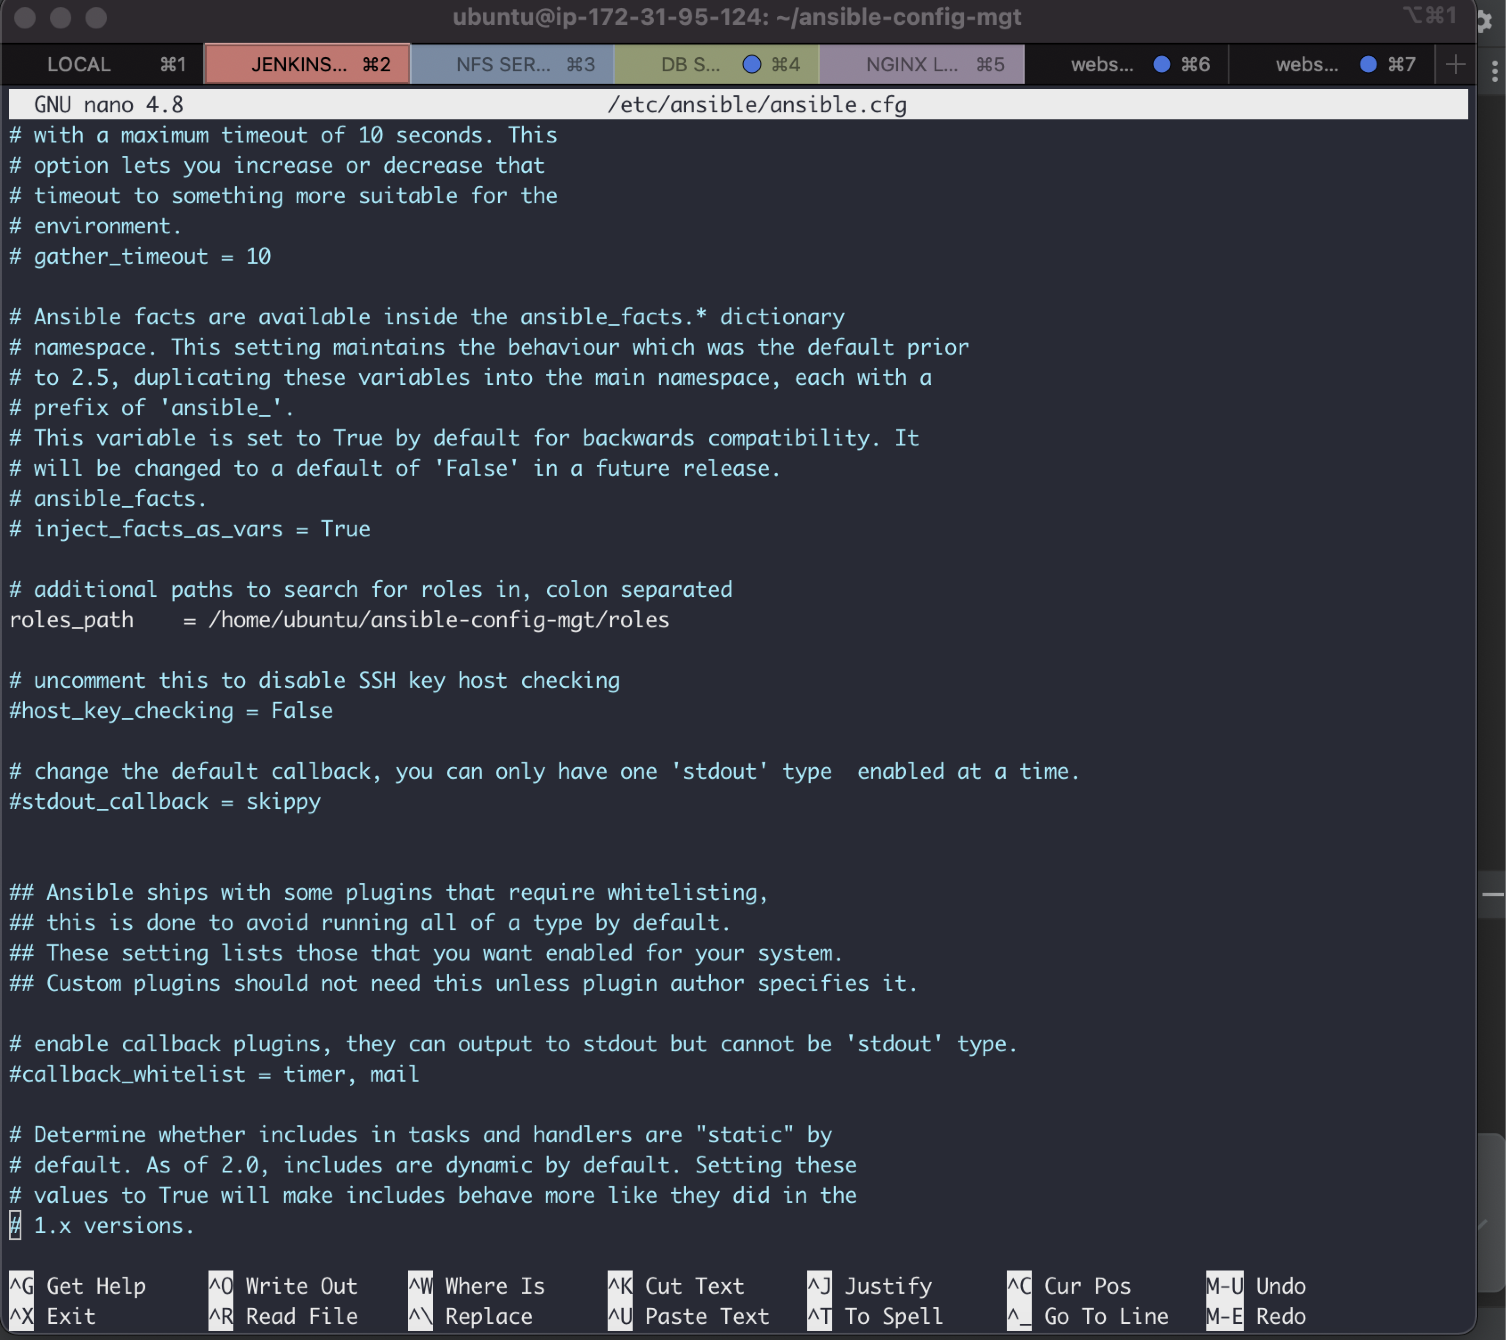 ubuntu@ip-172-31-95-124: ~/ansible-config-mgt ⌥⌘1
LOCAL ⌘1 JENKINS... ⌘2 NFS SER... ⌘3 DB S... ⌘4 NGINX L... ⌘5 webs... ⌘6 webs... ⌘7
GNU nano 4.8 /etc/ansible/ansible.cfg
# with a maximum timeout of 10 seconds. This
# option lets you increase or decrease that
# timeout to something more suitable for the
# environment.
# gather_timeout = 10
# Ansible facts are available inside the ansible_facts.* dictionary
# namespace. This setting maintains the behaviour which was the default prior
# to 2.5, duplicating these variables into the main namespace, each with a
# prefix of 'ansible_'.
# This variable is set to True by default for backwards compatibility. It
# will be changed to a default of 'False' in a future release.
# ansible_facts.
# inject_facts_as_vars = True
# additional paths to search for roles in, colon separated
roles_path    = /home/ubuntu/ansible-config-mgt/roles
# uncomment this to disable SSH key host checking
#host_key_checking = False
# change the default callback, you can only have one 'stdout' type  enabled at a time.
#stdout_callback = skippy
## Ansible ships with some plugins that require whitelisting,
## this is done to avoid running all of a type by default.
## These setting lists those that you want enabled for your system.
## Custom plugins should not need this unless plugin author specifies it.
# enable callback plugins, they can output to stdout but cannot be 'stdout' type.
#callback_whitelist = timer, mail
# Determine whether includes in tasks and handlers are "static" by
# default. As of 2.0, includes are dynamic by default. Setting these
# values to True will make includes behave more like they did in the
# 1.x versions.
^G Get Help ^O Write Out ^W Where Is ^K Cut Text ^J Justify ^C Cur Pos M-U Undo
^X Exit ^R Read File ^\ Replace ^U Paste Text ^T To Spell ^_ Go To Line M-E Redo